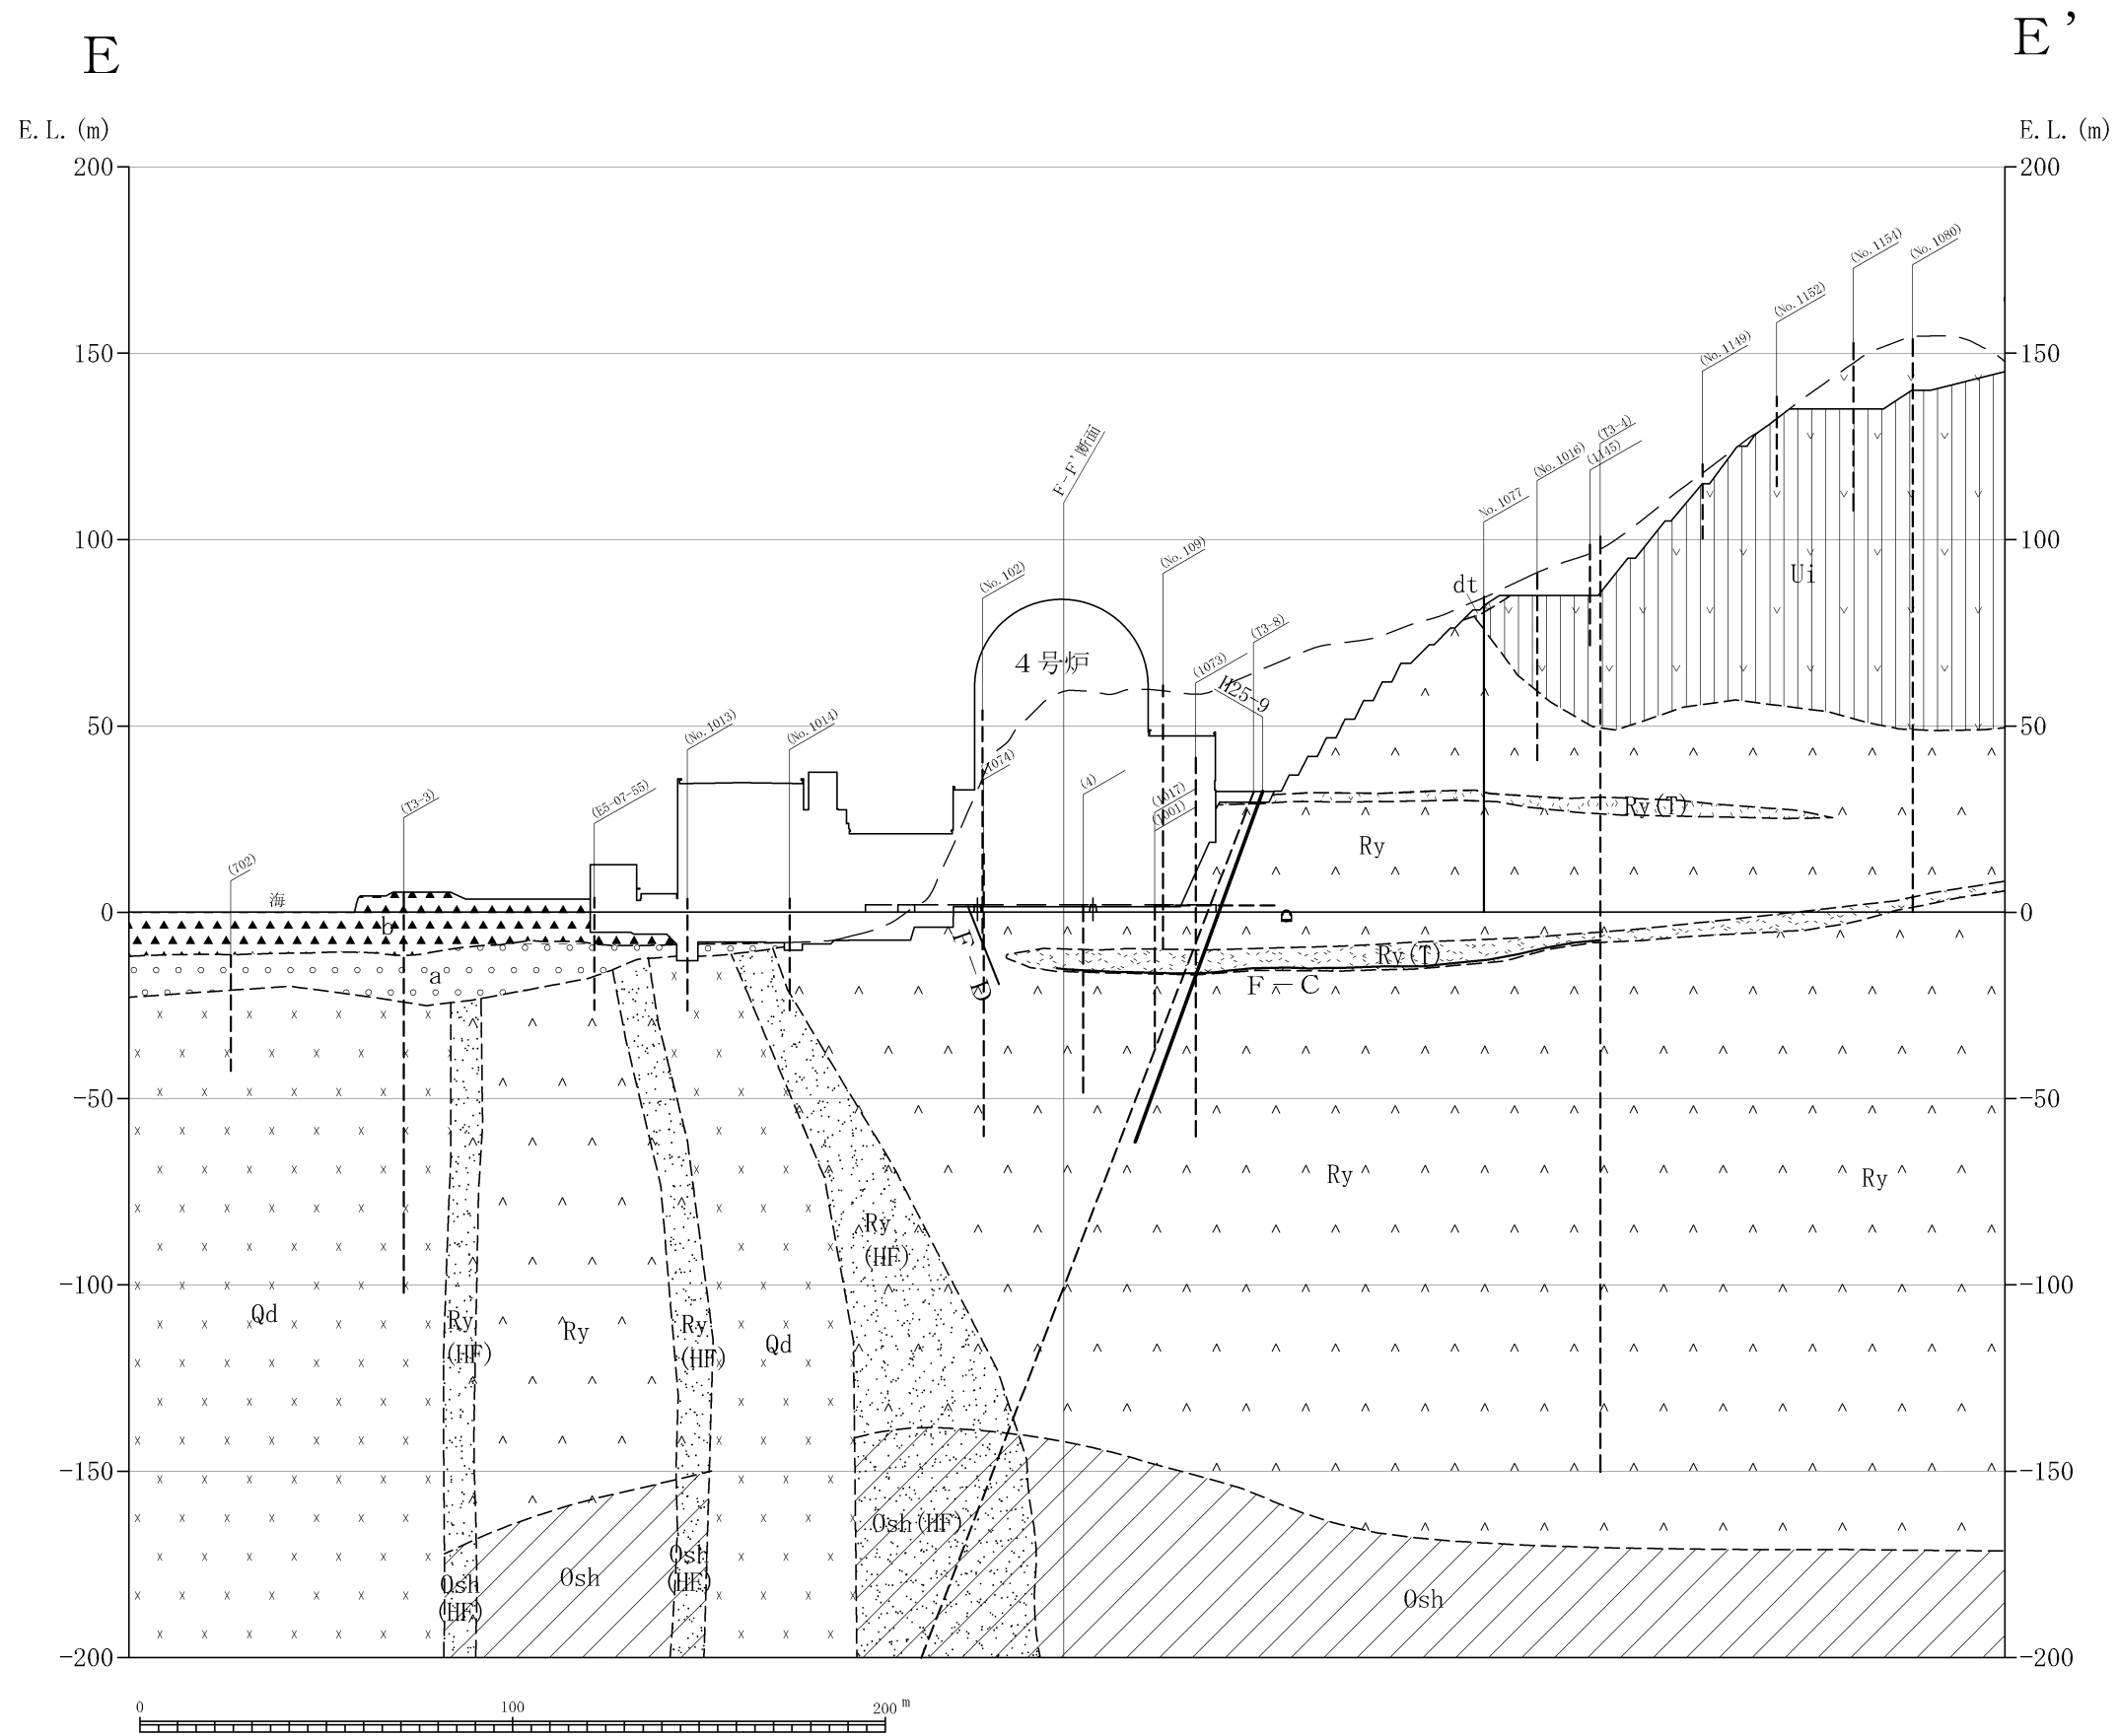 E
E'
E.L.(m)
E.L.(m)
200
200
150
150
100
100
50
50
0
0
-50
-50
-100
-100
-150
-150
-200
-200
(No.1154)
(No.1080)
(No.1152)
(No.1149)
(T3-4)
(1145)
(No.1016)
No.1077
F-F'断面
(No.109)
(No.102)
(T3-8)
(1073)
H25-9
(No.1013)
(No.1014)
(1074)
(4)
(1017)
(1001)
(E5-07-55)
(T3-3)
(702)
dt
Ui
4号炉
海
b
a
Ry(T)
Ry
Ry(T)
F-C
F-D
D
Ry
Ry
Ry
(HF)
Qd
Ry
(HF)
Ry
Ry
(HF)
Qd
Osh(HF)
Osh
(HF)
Osh
Osh
(HF)
Osh
0
100
200 m